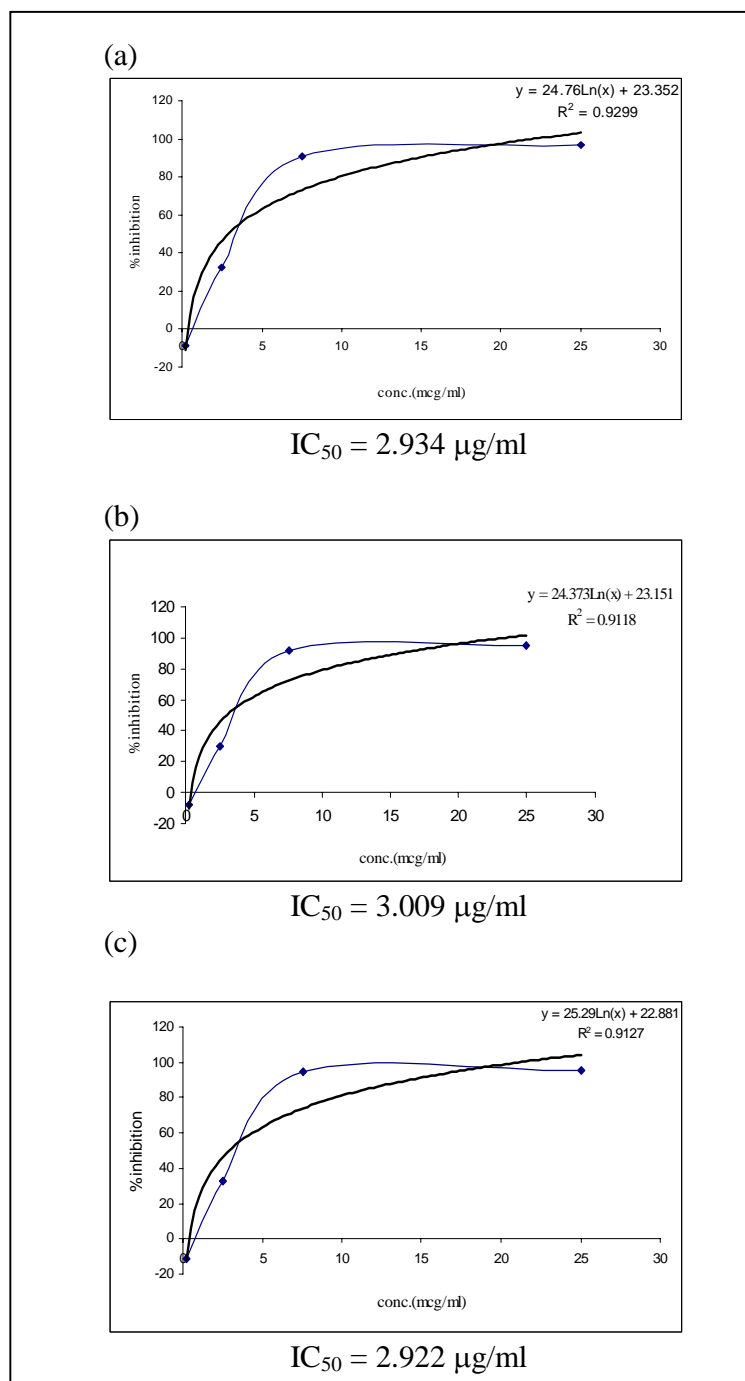 (a)
y = 24.76Ln(x) + 23.352
R² = 0.9299
120
100
80
60
40
20
0
-20
0 5 10 15 20 25 30
% inhibition
conc.(mcg/ml)
IC₅₀ = 2.934 µg/ml
(b)
y = 24.373Ln(x) + 23.151
R² = 0.9118
120
100
80
60
40
20
0
-20
0 5 10 15 20 25 30
% inhibition
conc.(mcg/ml)
IC₅₀ = 3.009 µg/ml
(c)
y = 25.29Ln(x) + 22.881
R² = 0.9127
120
100
80
60
40
20
0
-20
0 5 10 15 20 25 30
% inhibition
conc.(mcg/ml)
IC₅₀ = 2.922 µg/ml